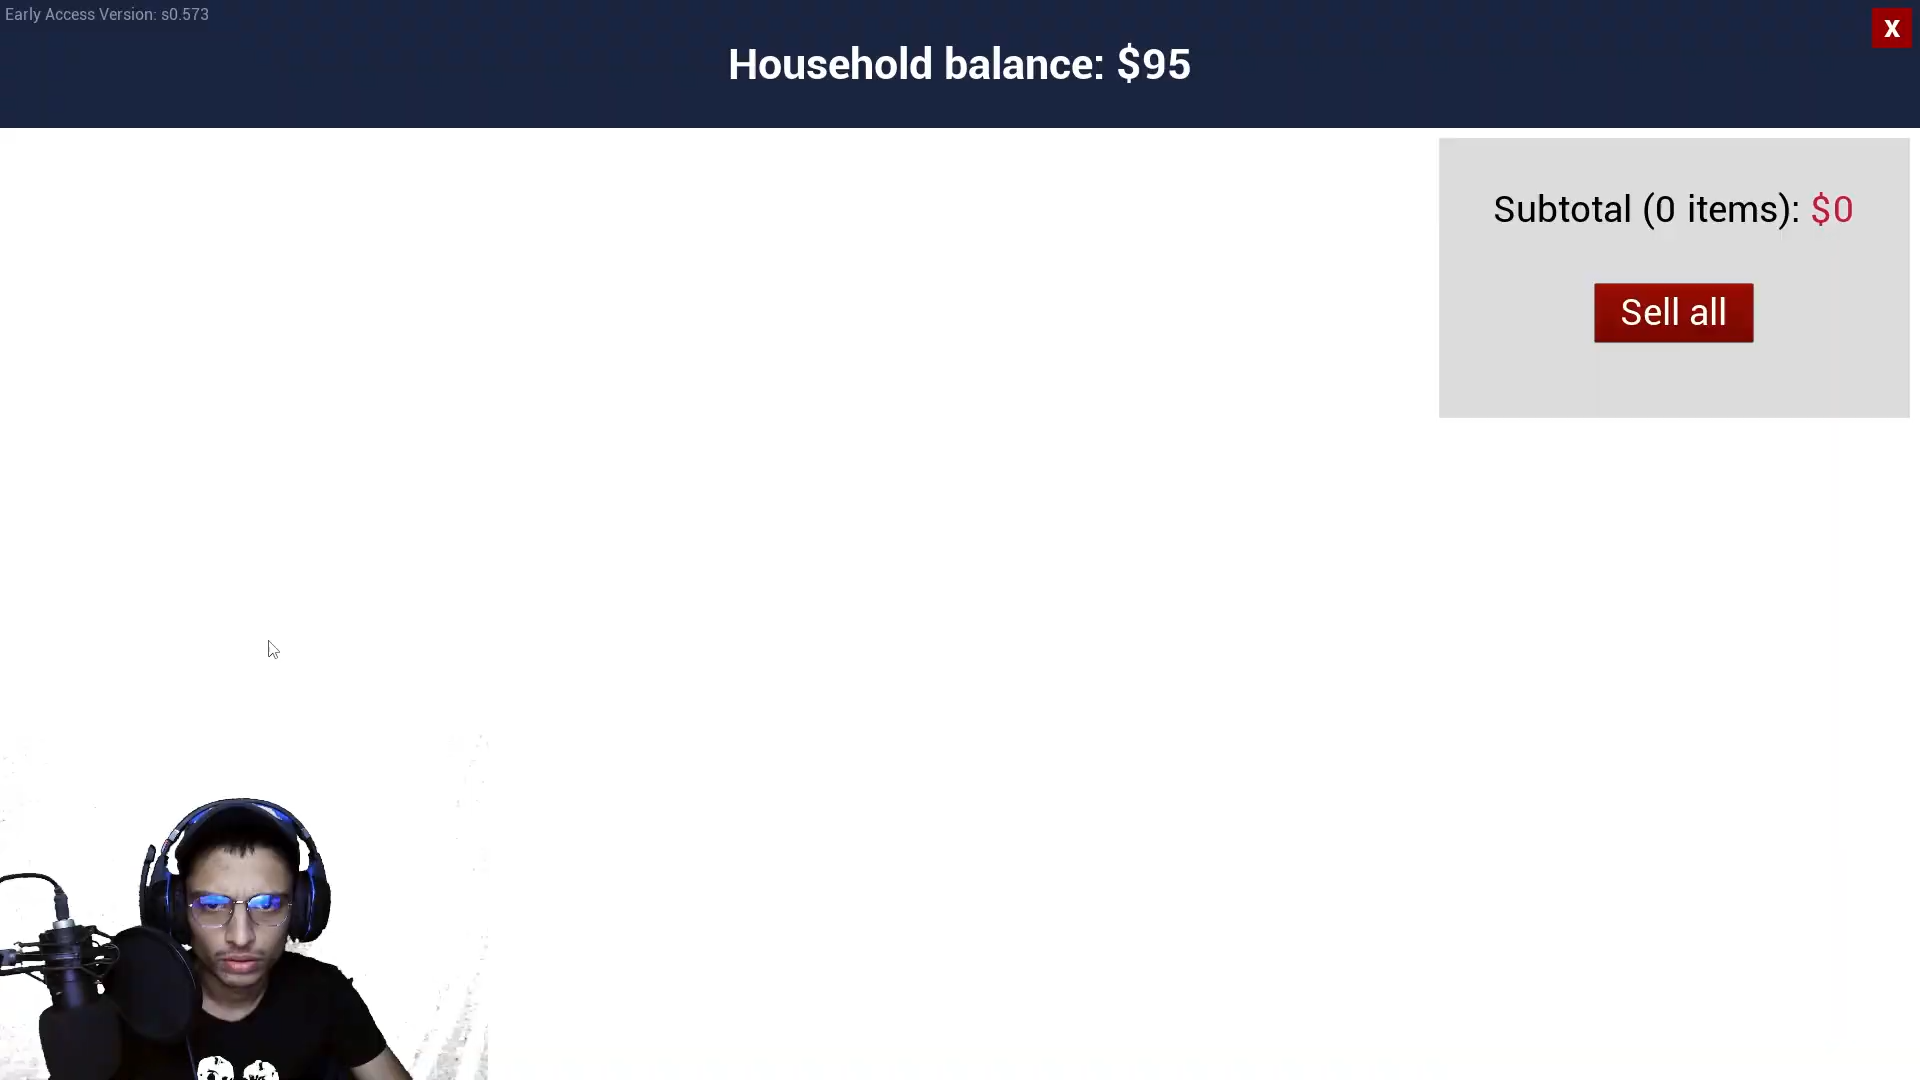 Early Access Version: s0.573
X
Household balance: $95
Subtotal (0 items): $0
Sell all